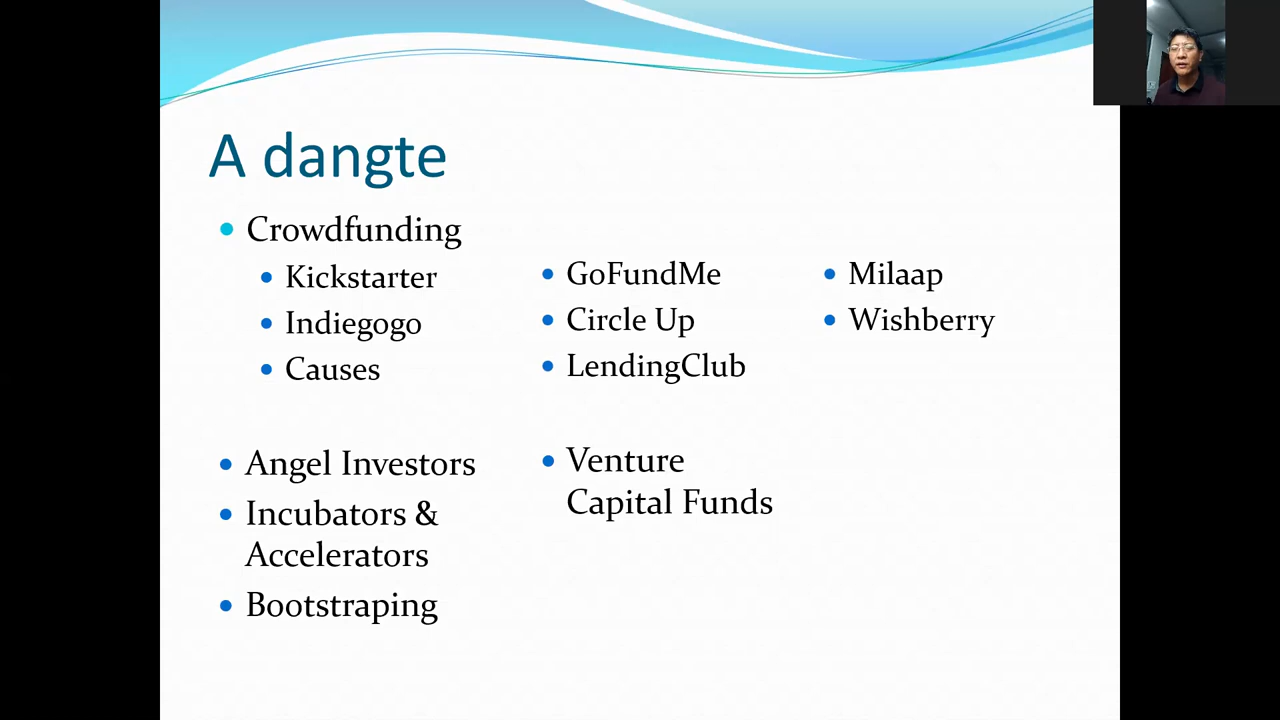 A dangte
Crowdfunding
Kickstarter
Indiegogo
Causes
GoFundMe
Circle Up
LendingClub
Milaap
Wishberry
Angel Investors
Incubators &
Accelerators
Bootstraping
Venture
Capital Funds